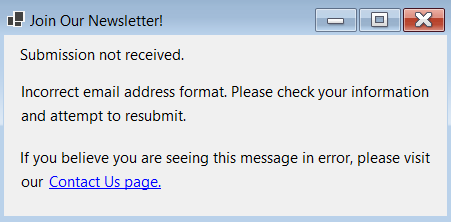 Join Our Newsletter!
Submission not received.
Incorrect email address format. Please check your information
and attempt to resubmit.
If you believe you are seeing this message in error, please visit
our Contact Us page.